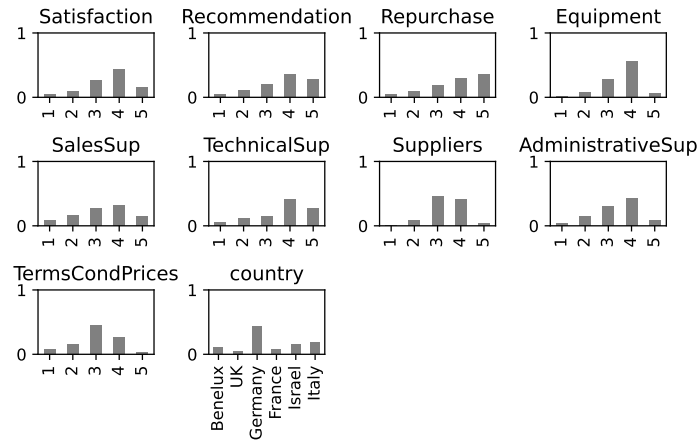 Satisfaction Recommendation Repurchase Equipment
1 1 1 1
0 0 0 0
1 2 3 4 5 1 2 3 4 5 1 2 3 4 5 1 2 3 4 5
SalesSup TechnicalSup Suppliers AdministrativeSup
1 1 1 1
0 0 0 0
1 2 3 4 5 1 2 3 4 5 1 2 3 4 5 1 2 3 4 5
TermsCondPrices country
1 1
0 0
1 2 3 4 5 Benelux UK Germany France Israel Italy